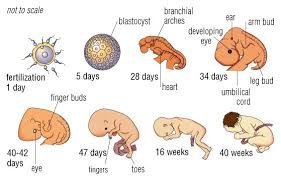 not to scale
blastocyst
branchial
arches
ear
arm bud
developing
eye
fertilization
1 day
5 days
28 days
heart
34 days
leg bud
umbilical
cord
finger buds
40-42
days
eye
47 days
fingers
toes
16 weeks
40 weeks